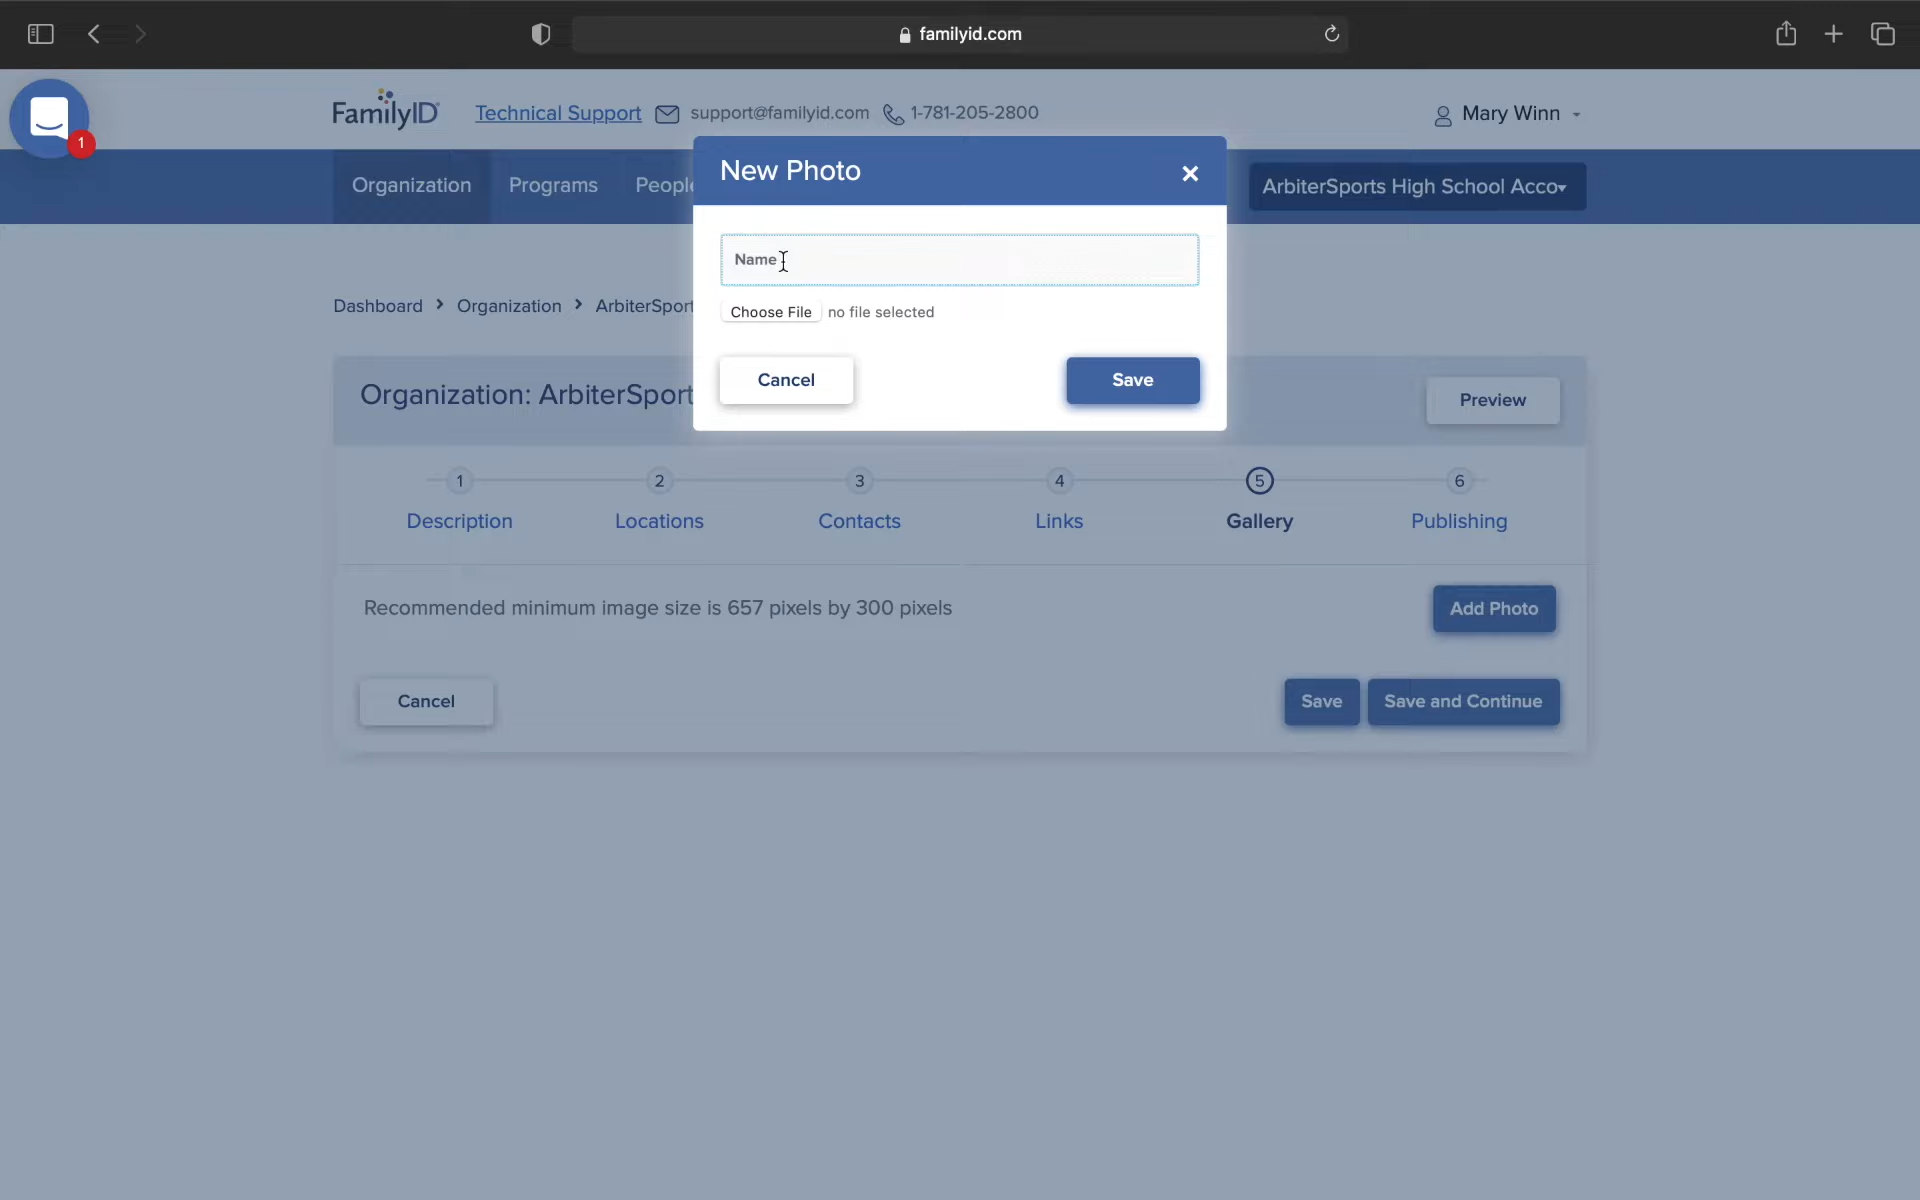 familyid.com
1
FamilyID Technical Support support@familyid.com 1-781-205-2800 Mary Winn
Organization Programs People ArbiterSports High School Acco
New Photo
Name
Choose File no file selected
Cancel Save
Dashboard > Organization > ArbiterSport
Organization: ArbiterSport
Preview
1 2 3 4 5 6
Description Locations Contacts Links Gallery Publishing
Recommended minimum image size is 657 pixels by 300 pixels
Add Photo
Cancel Save Save and Continue